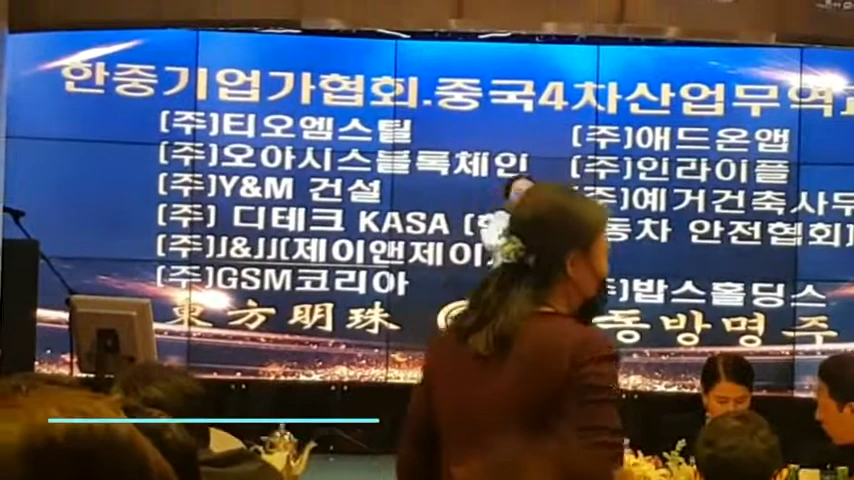 한중기업가협회.중국4차산업무역
(주)티오엠스틸
(주)오아시스블록체인
(주)Y&M 건설
(주)디테크 KASA
(주)J&JJ(제이앤제이
(주)GSM코리아
(주)애드온앱
(주)인라이플
(주)예가건축사무
동차 안전협회
(주)밥스홀딩스
東方明珠
동방명주